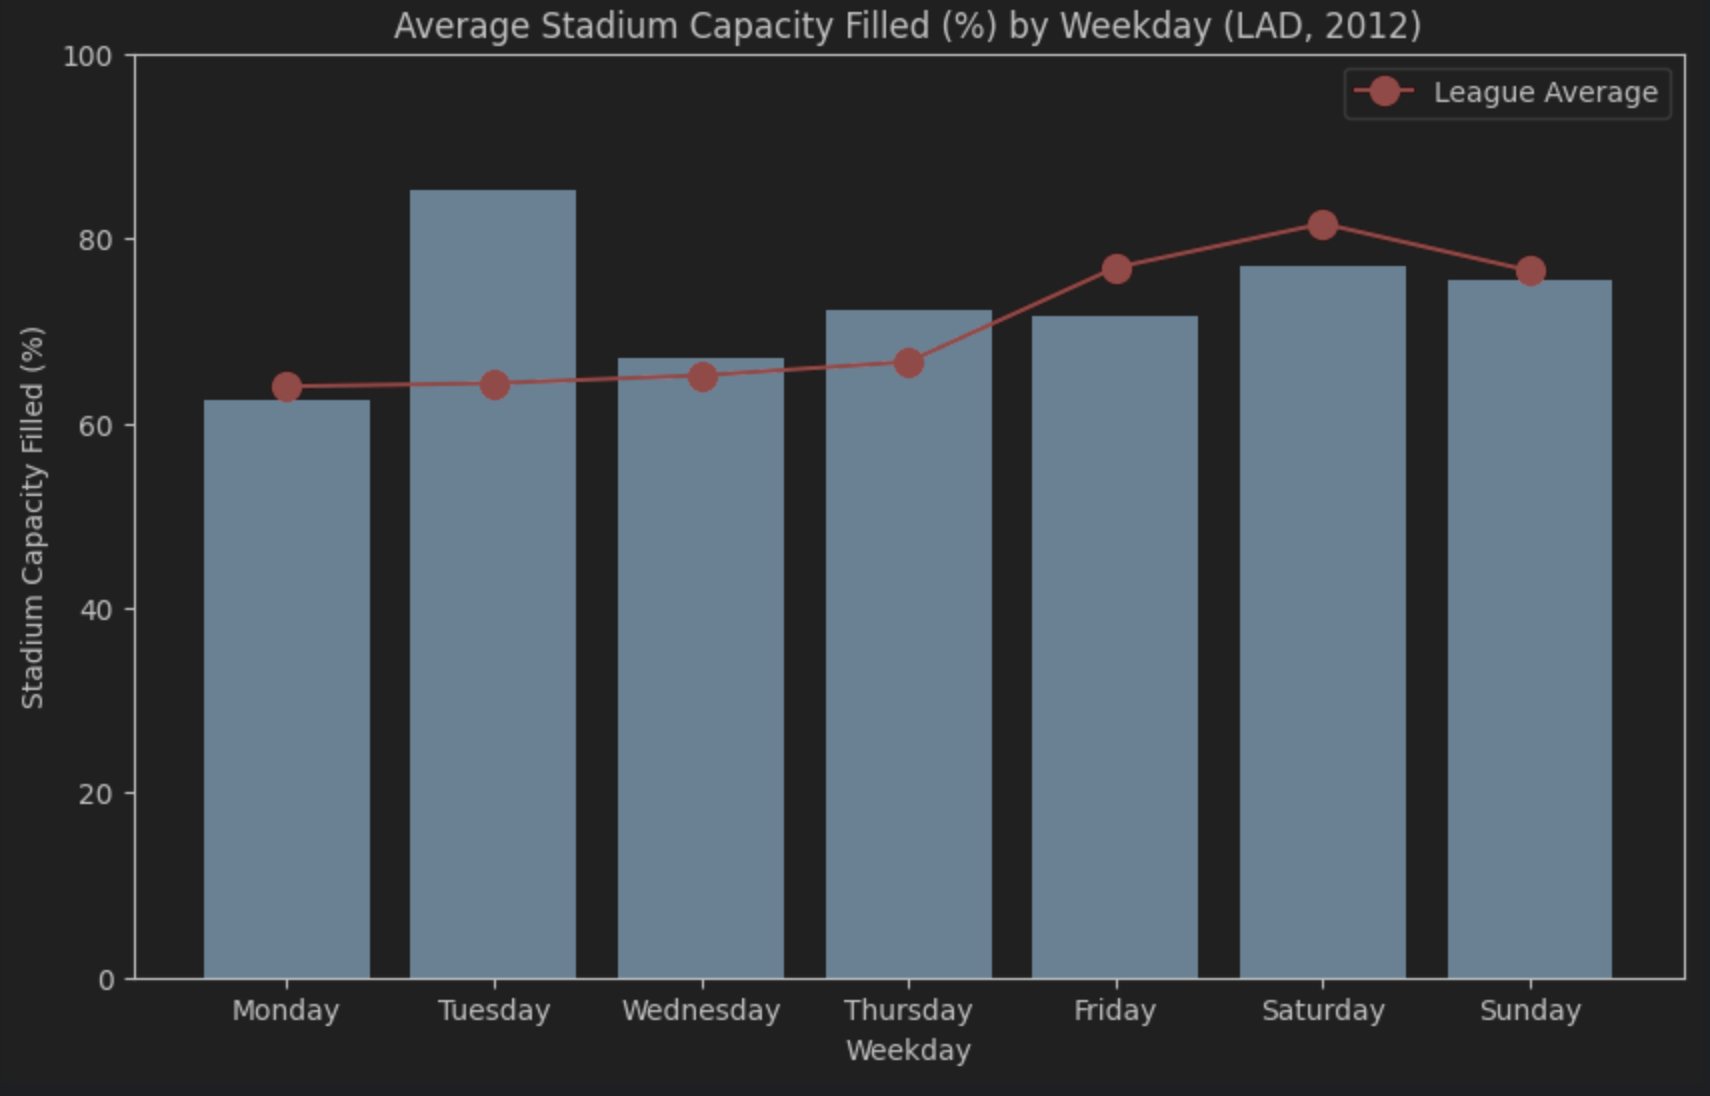 Average Stadium Capacity Filled (%) by Weekday (LAD, 2012)
League Average
Stadium Capacity Filled (%)
100
80
60
40
20
0
Monday Tuesday Wednesday Thursday Friday Saturday Sunday
Weekday